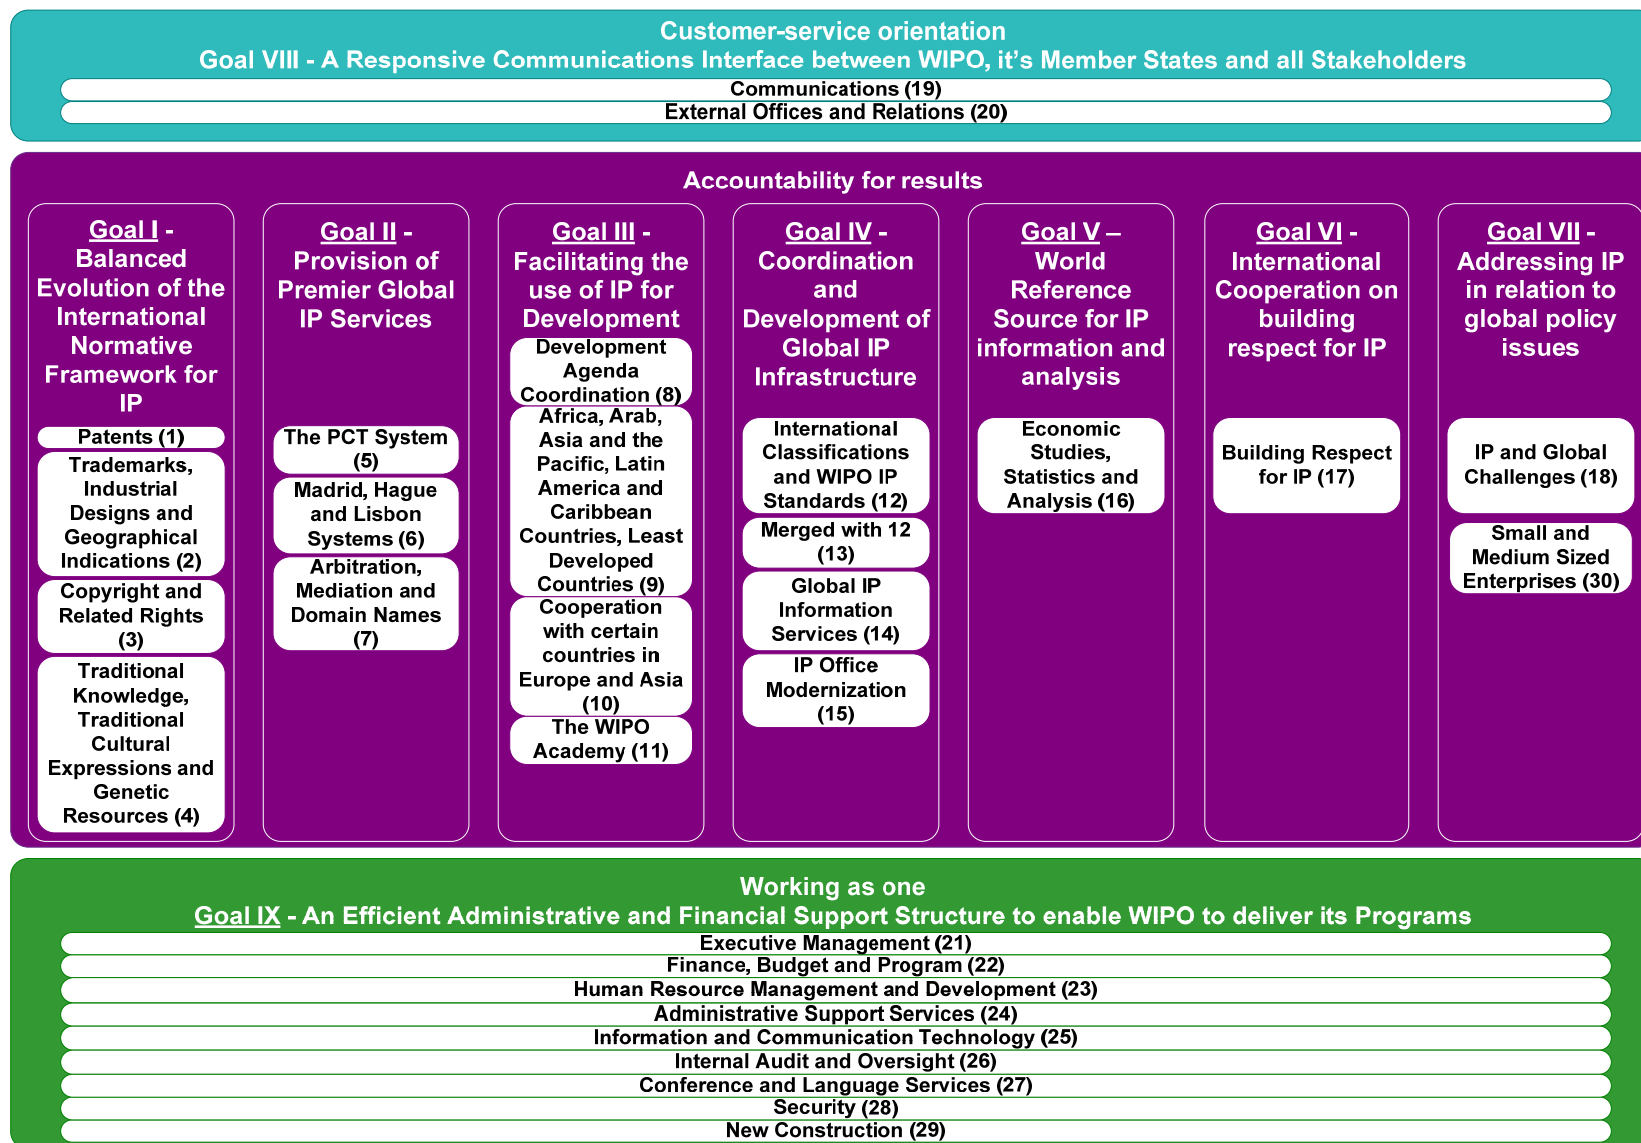 Customer-service orientation
Goal VIII - A Responsive Communications Interface between WIPO, it's Member States and all Stakeholders
Communications (19)
External Offices and Relations (20)
Accountability for results
Goal I -
Balanced
Evolution of the
International
Normative
Framework for
IP
Patents (1)
Trademarks,
Industrial
Designs and
Geographical
Indications (2)
Copyright and
Related Rights
(3)
Traditional
Knowledge,
Traditional
Cultural
Expressions and
Genetic
Resources (4)
Goal II -
Provision of
Premier Global
IP Services
The PCT System
(5)
Madrid, Hague
and Lisbon
Systems (6)
Arbitration,
Mediation and
Domain Names
(7)
Goal III -
Facilitating the
use of IP for
Development
Development
Agenda
Coordination (8)
Africa, Arab,
Asia and the
Pacific, Latin
America and
Caribbean
Countries, Least
Developed
Countries (9)
Cooperation
with certain
countries in
Europe and Asia
(10)
The WIPO
Academy (11)
Goal IV -
Coordination
and
Development of
Global IP
Infrastructure
International
Classifications
and WIPO IP
Standards (12)
Merged with 12
(13)
Global IP
Information
Services (14)
IP Office
Modernization
(15)
Goal V –
World
Reference
Source for IP
information and
analysis
Economic
Studies,
Statistics and
Analysis (16)
Goal VI -
International
Cooperation on
building
respect for IP
Building Respect
for IP (17)
Goal VII -
Addressing IP
in relation to
global policy
issues
IP and Global
Challenges (18)
Small and
Medium Sized
Enterprises (30)
Working as one
Goal IX - An Efficient Administrative and Financial Support Structure to enable WIPO to deliver its Programs
Executive Management (21)
Finance, Budget and Program (22)
Human Resource Management and Development (23)
Administrative Support Services (24)
Information and Communication Technology (25)
Internal Audit and Oversight (26)
Conference and Language Services (27)
Security (28)
New Construction (29)